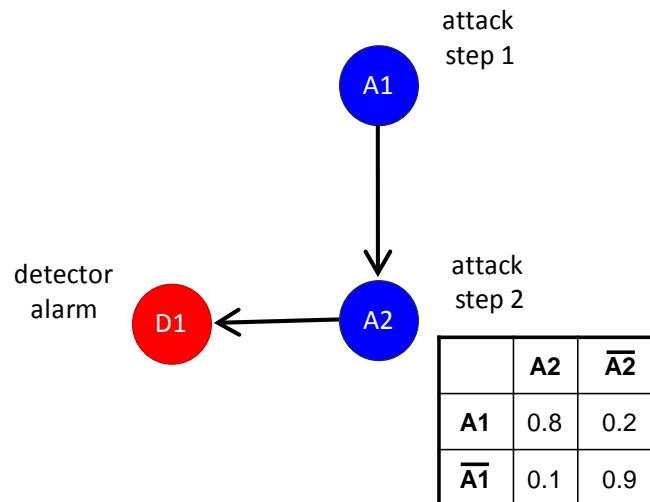 attack
step 1
A1
detector
alarm
D1
A2
attack
step 2
A2 A̅2̅
A1 0.8 0.2
A̅1̅ 0.1 0.9